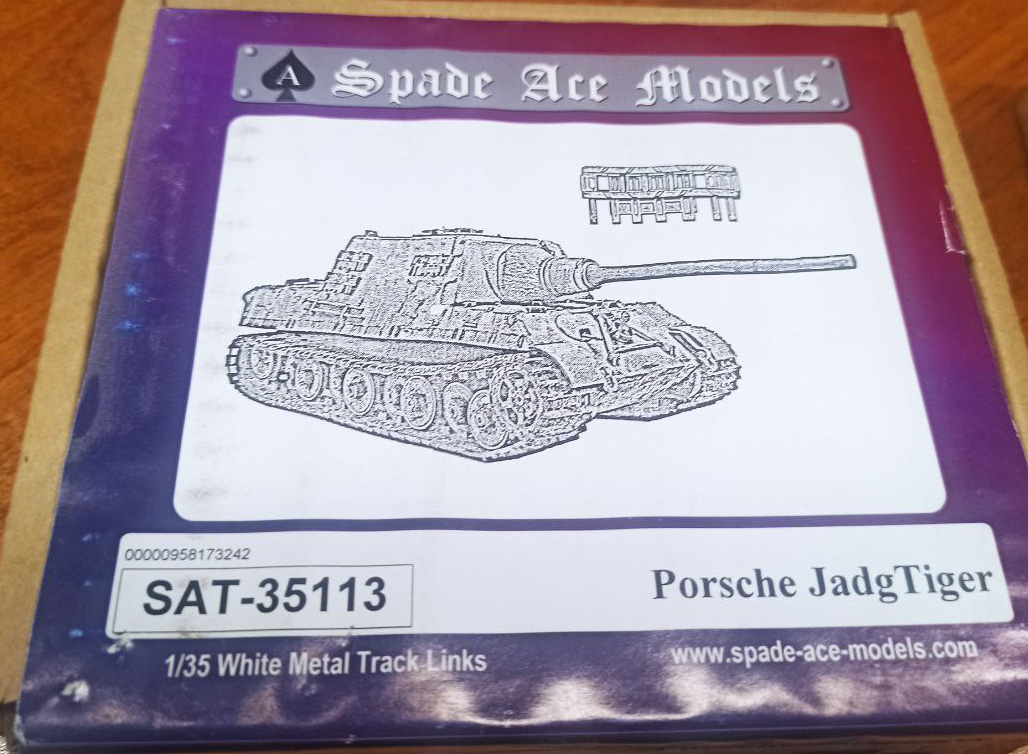 A
Spade Ace Models
00000958173242
SAT-35113
Porsche JadgTiger
1/35 White Metal Track Links
www.spade-ace-models.com